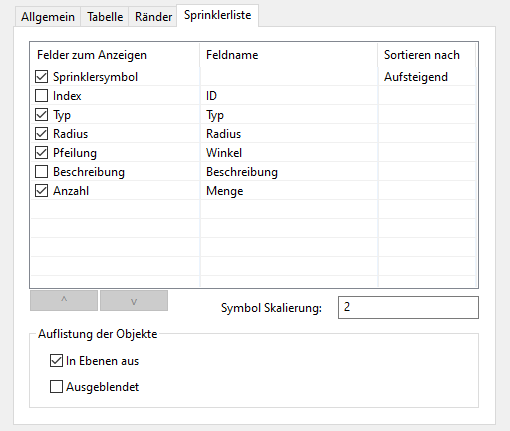 Allgemein Tabelle Ränder Sprinklerliste
Felder zum Anzeigen Feldname Sortieren nach
Sprinklersymbol Aufsteigend
Index ID
Typ Typ
Radius Radius
Pfeilung Winkel
Beschreibung Beschreibung
Anzahl Menge
^ v
Symbol Skalierung: 2
Auflistung der Objekte
In Ebenen aus
Ausgeblendet